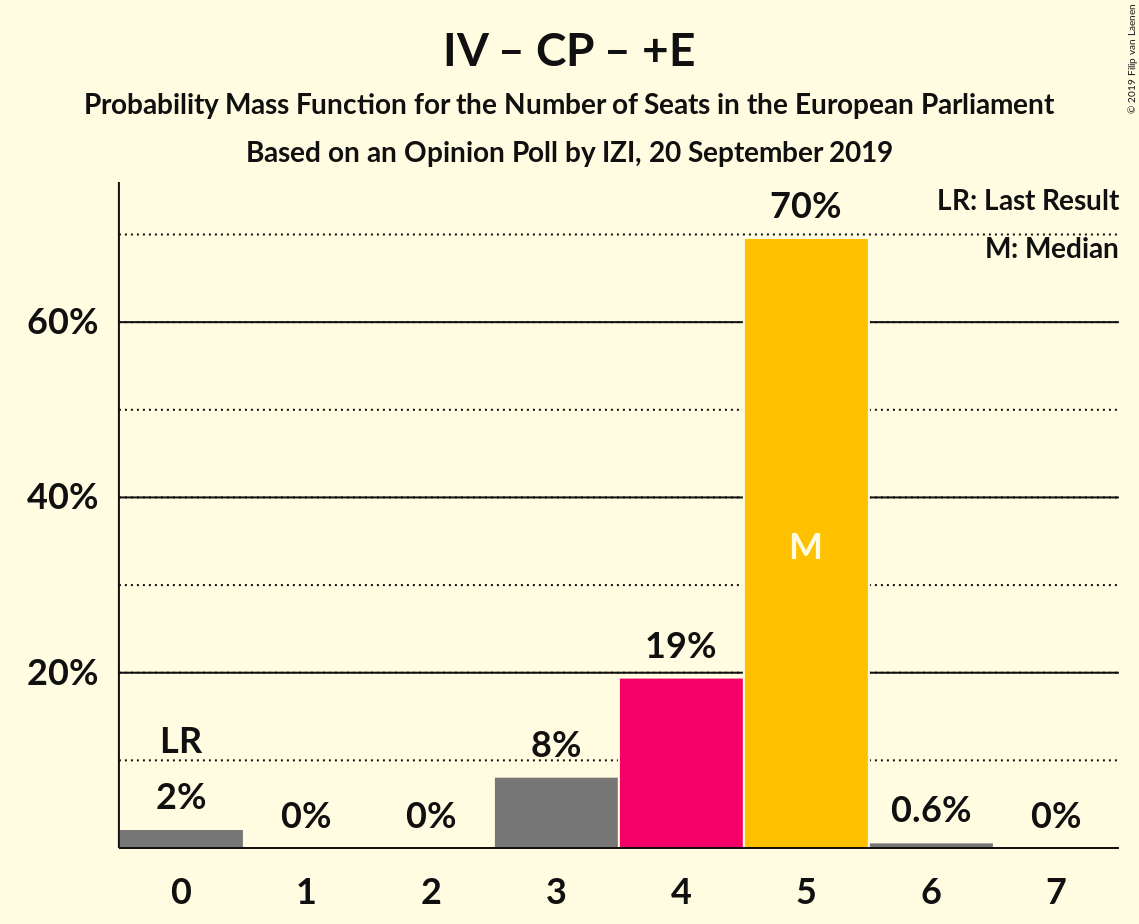 IV – CP – +E
Probability Mass Function for the Number of Seats in the European Parliament
Based on an Opinion Poll by IZI, 20 September 2019
© 2019 Filip van Laenen
LR: Last Result
M: Median
70%
60%
40%
20%
M
19%
8%
LR
2%
0%
0%
0.6%
0%
0 1 2 3 4 5 6 7